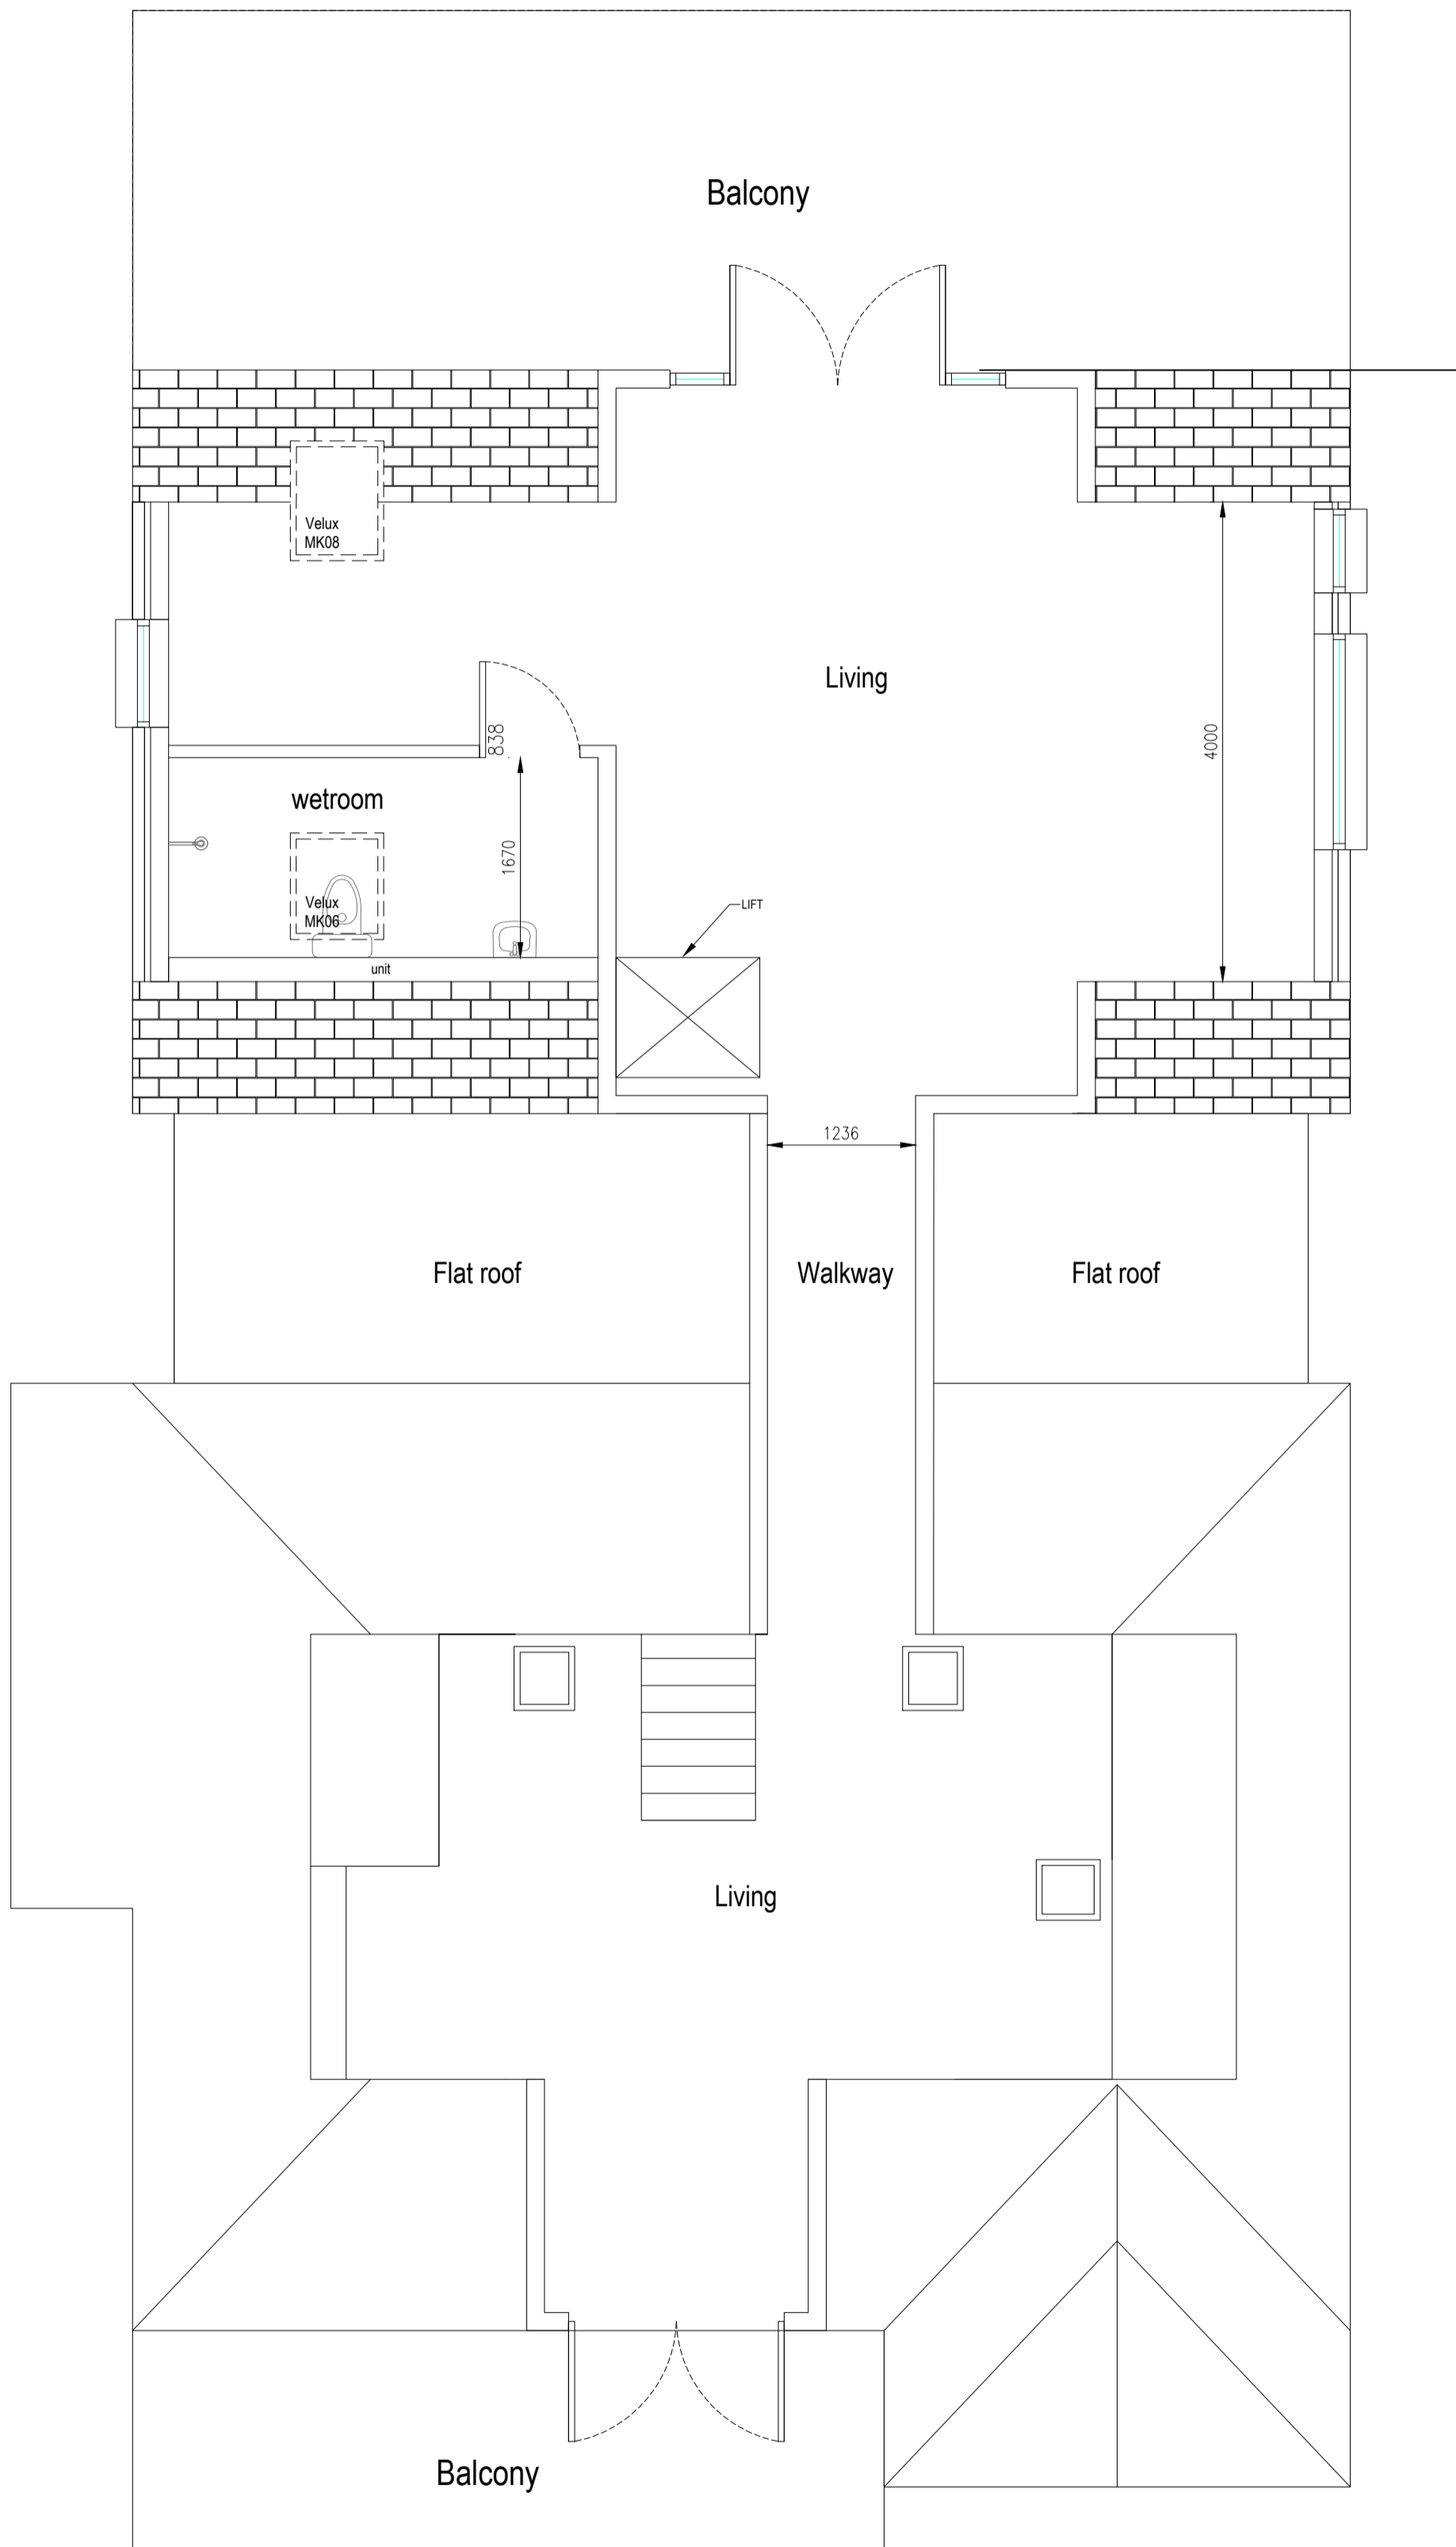 Balcony
Velux
MK08
Living
838
4000
wetroom
1670
Velux
MK06
LIFT
unit
1236
Flat roof
Walkway
Flat roof
Living
Balcony